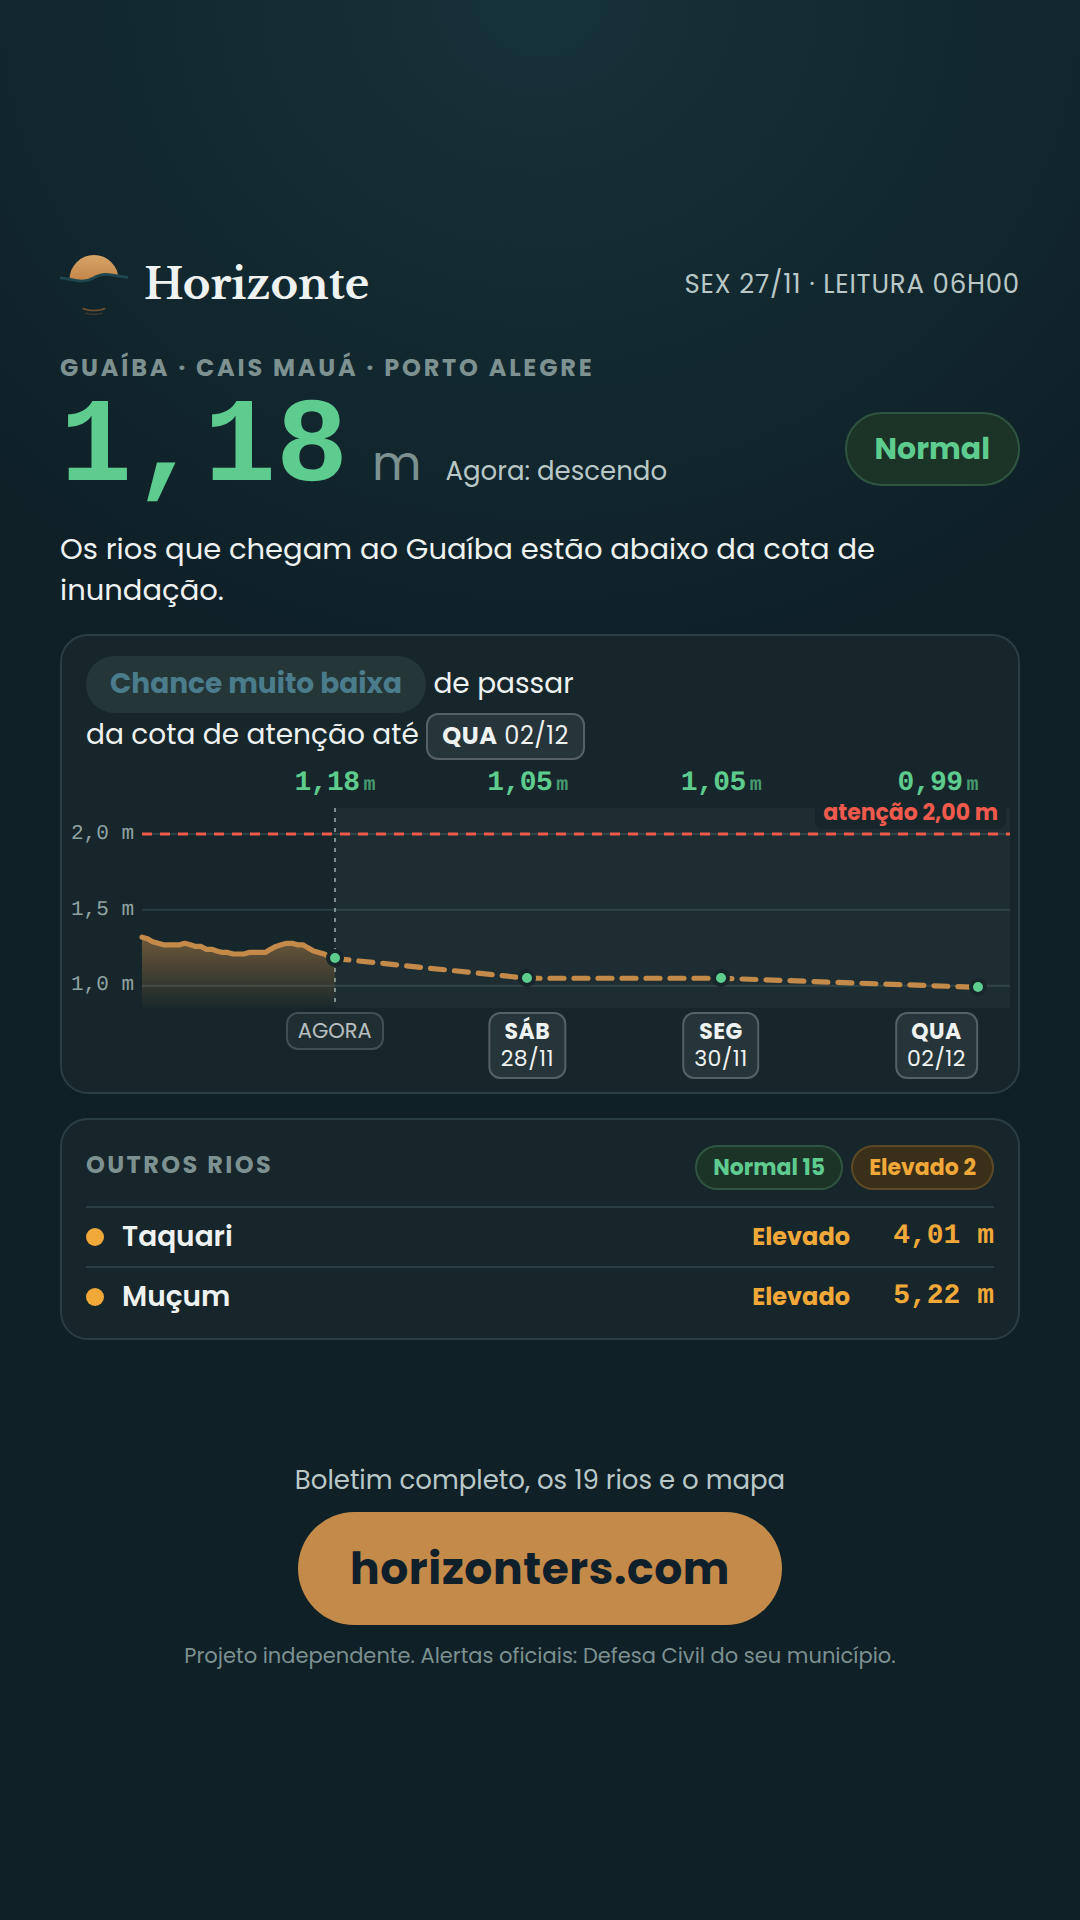 Horizonte
SEX 27/11 · LEITURA 06H00
GUAÍBA · CAIS MAUÁ · PORTO ALEGRE
1,18 m Agora: descendo
Normal
Os rios que chegam ao Guaíba estão abaixo da cota de
inundação.
Chance muito baixa de passar
da cota de atenção até QUA 02/12
1,18 m 1,05 m 1,05 m 0,99 m
atenção 2,00 m
2,0 m
1,5 m
1,0 m
AGORA
SÁB
28/11
SEG
30/11
QUA
02/12
OUTROS RIOS
Normal 15
Elevado 2
Taquari Elevado 4,01 m
Muçum Elevado 5,22 m
Boletim completo, os 19 rios e o mapa
horizonters.com
Projeto independente. Alertas oficiais: Defesa Civil do seu município.